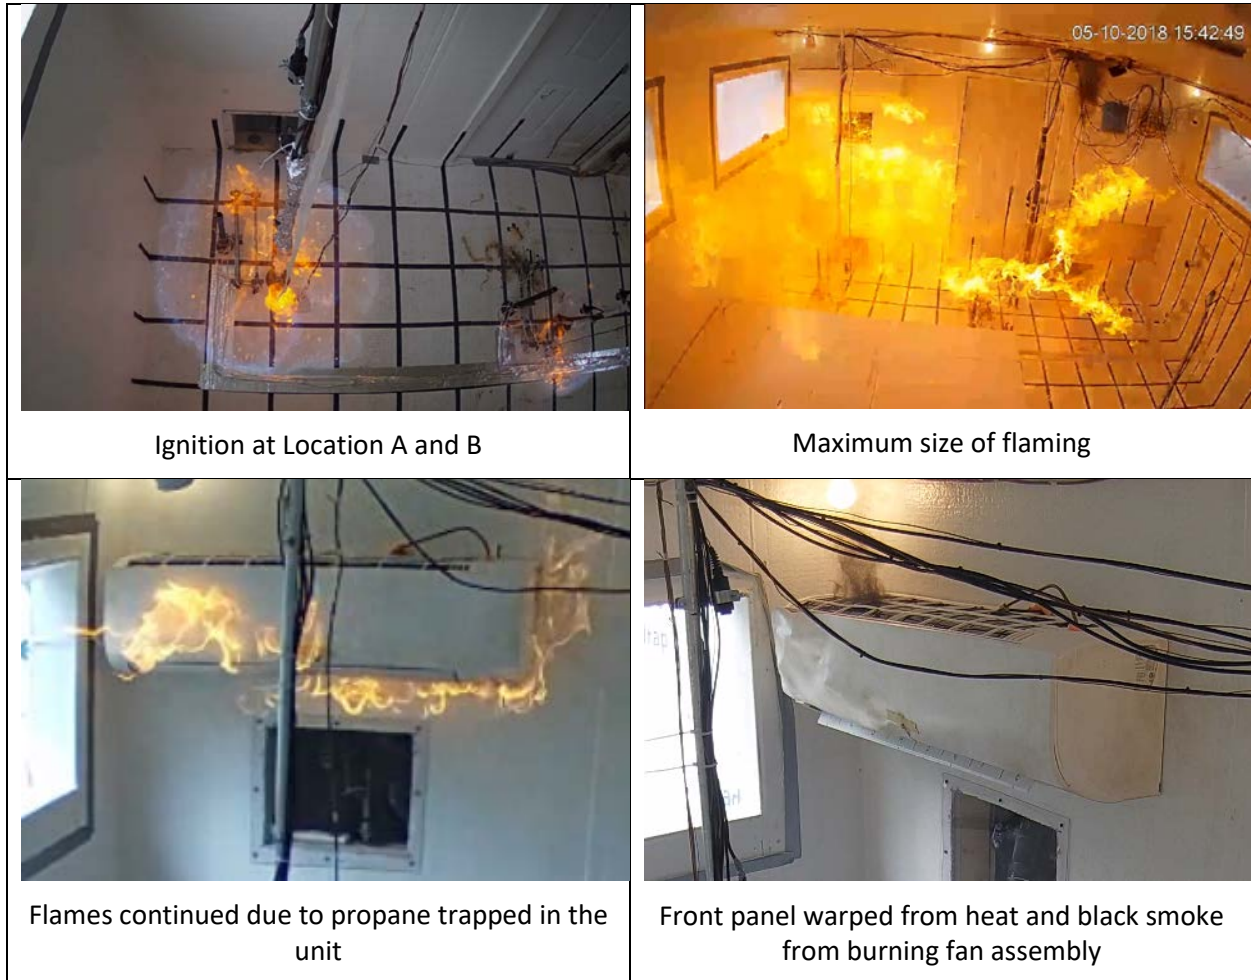 05-10-2018 15:42:49
Ignition at Location A and B
Maximum size of flaming
Flames continued due to propane trapped in the
unit
Front panel warped from heat and black smoke
from burning fan assembly